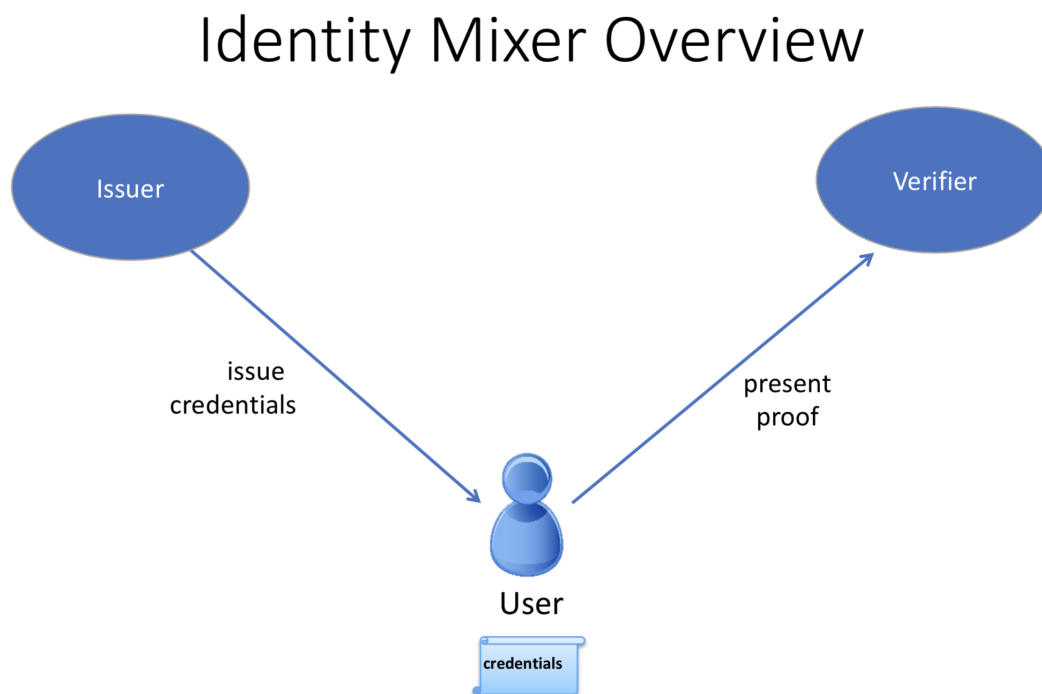 Identity Mixer Overview
Issuer
Verifier
issue
credentials
present
proof
User
credentials